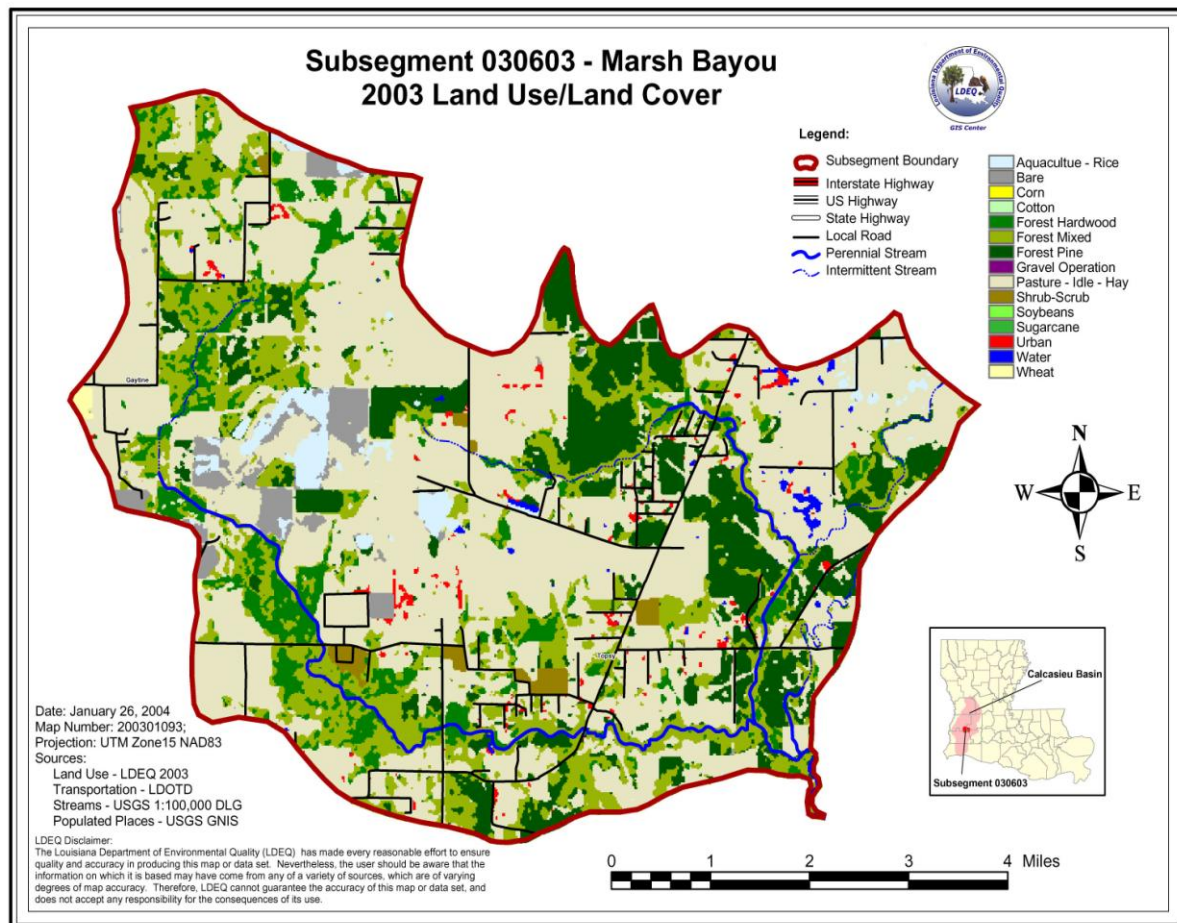 Subsegment 030603 - Marsh Bayou
2003 Land Use/Land Cover
Louisiana Department of Environmental Quality
LDEQ
GIS Center
Legend:
Subsegment Boundary
Interstate Highway
US Highway
State Highway
Local Road
Perennial Stream
Intermittent Stream
Aquacultue - Rice
Bare
Corn
Cotton
Forest Hardwood
Forest Mixed
Forest Pine
Gravel Operation
Pasture - Idle - Hay
Shrub-Scrub
Soybeans
Sugarcane
Urban
Water
Wheat
Gaytine
Topsy
N
W
E
S
Calcasieu Basin
Subsegment 030603
Date: January 26, 2004
Map Number: 200301093;
Projection: UTM Zone15 NAD83
Sources:
Land Use - LDEQ 2003
Transportation - LDOTD
Streams - USGS 1:100,000 DLG
Populated Places - USGS GNIS
LDEQ Disclaimer:
The Louisiana Department of Environmental Quality (LDEQ) has made every reasonable effort to ensure
quality and accuracy in producing this map or data set. Nevertheless, the user should be aware that the
information on which it is based may have come from any of a variety of sources, which are of varying
degrees of map accuracy. Therefore, LDEQ cannot guarantee the accuracy of this map or data set, and
does not accept any responsibility for the consequences of its use.
0 1 2 3 4 Miles